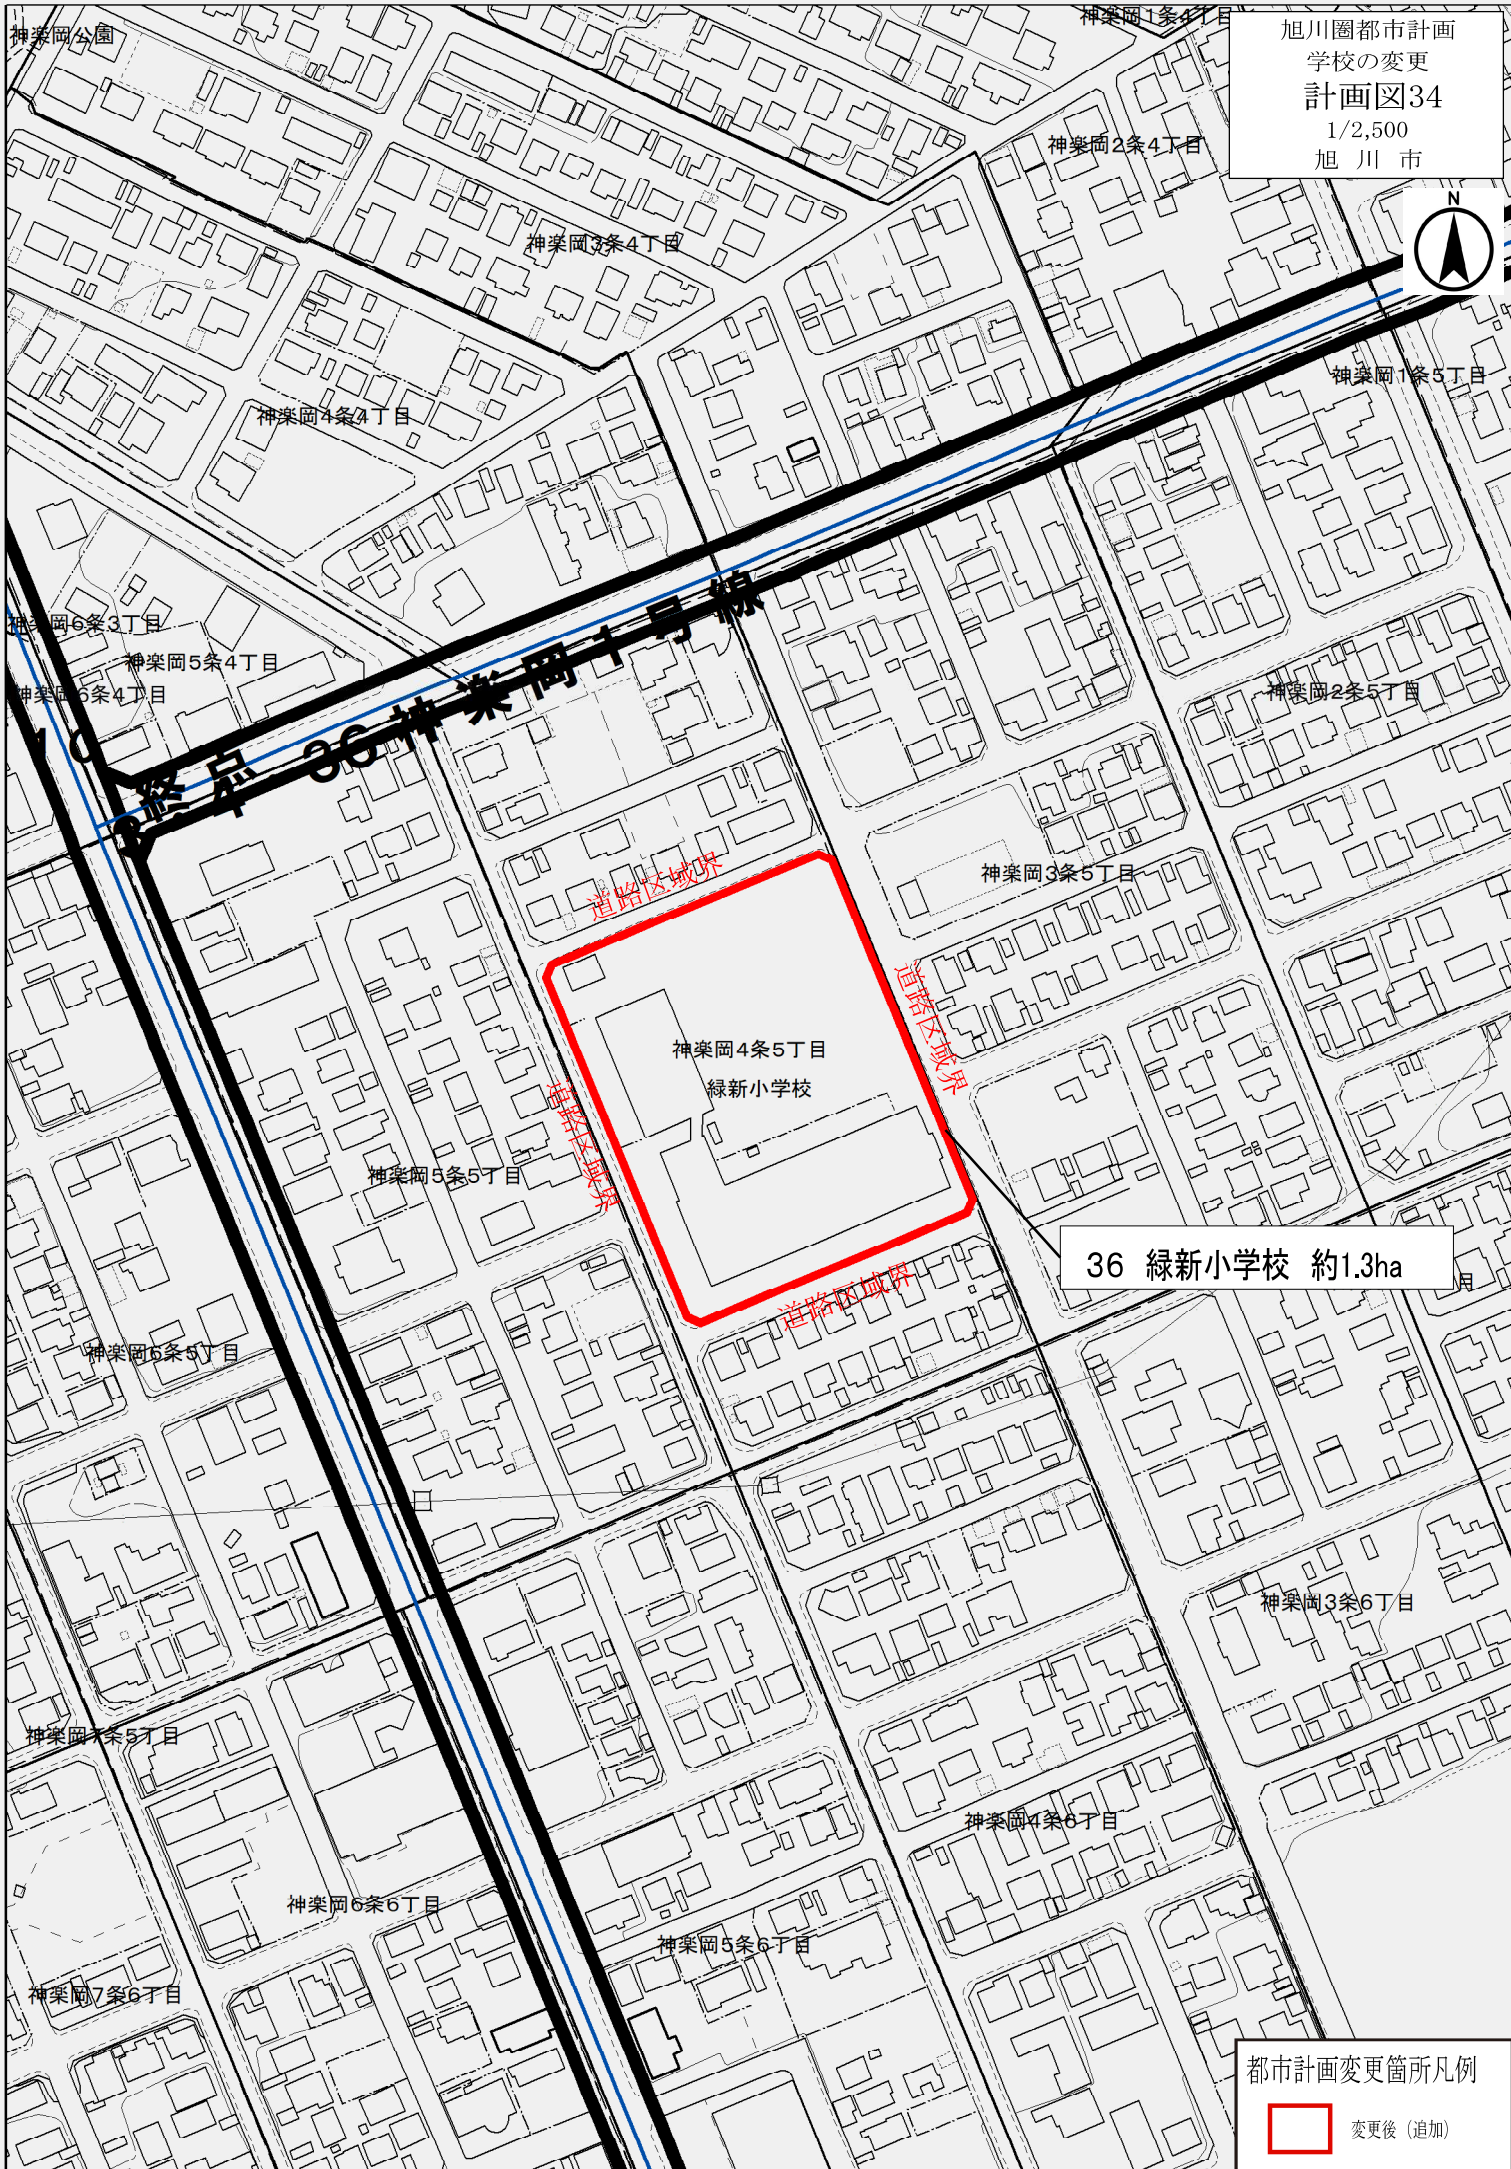 神楽岡公園
神楽岡1条4丁目
旭川圏都市計画
学校の変更
計画図34
1/2,500
旭 川 市
N
神楽岡2条4丁目
神楽岡3条4丁目
神楽岡1条5丁目
神楽岡4条4丁目
神楽岡6条3丁目
神楽岡5条4丁目
神楽岡6条4丁目
神楽岡2条5丁目
10
終点
36神楽岡1号線
神楽岡3条5丁目
道路区域界
道路区域界
神楽岡4条5丁目
緑新小学校
道路区域界
神楽岡5条5丁目
36 緑新小学校 約1.3ha
目
道路区域界
神楽岡6条5丁目
神楽岡3条6丁目
神楽岡7条5丁目
神楽岡4条6丁目
神楽岡6条6丁目
神楽岡5条6丁目
神楽岡7条6丁目
都市計画変更箇所凡例
変更後（追加）